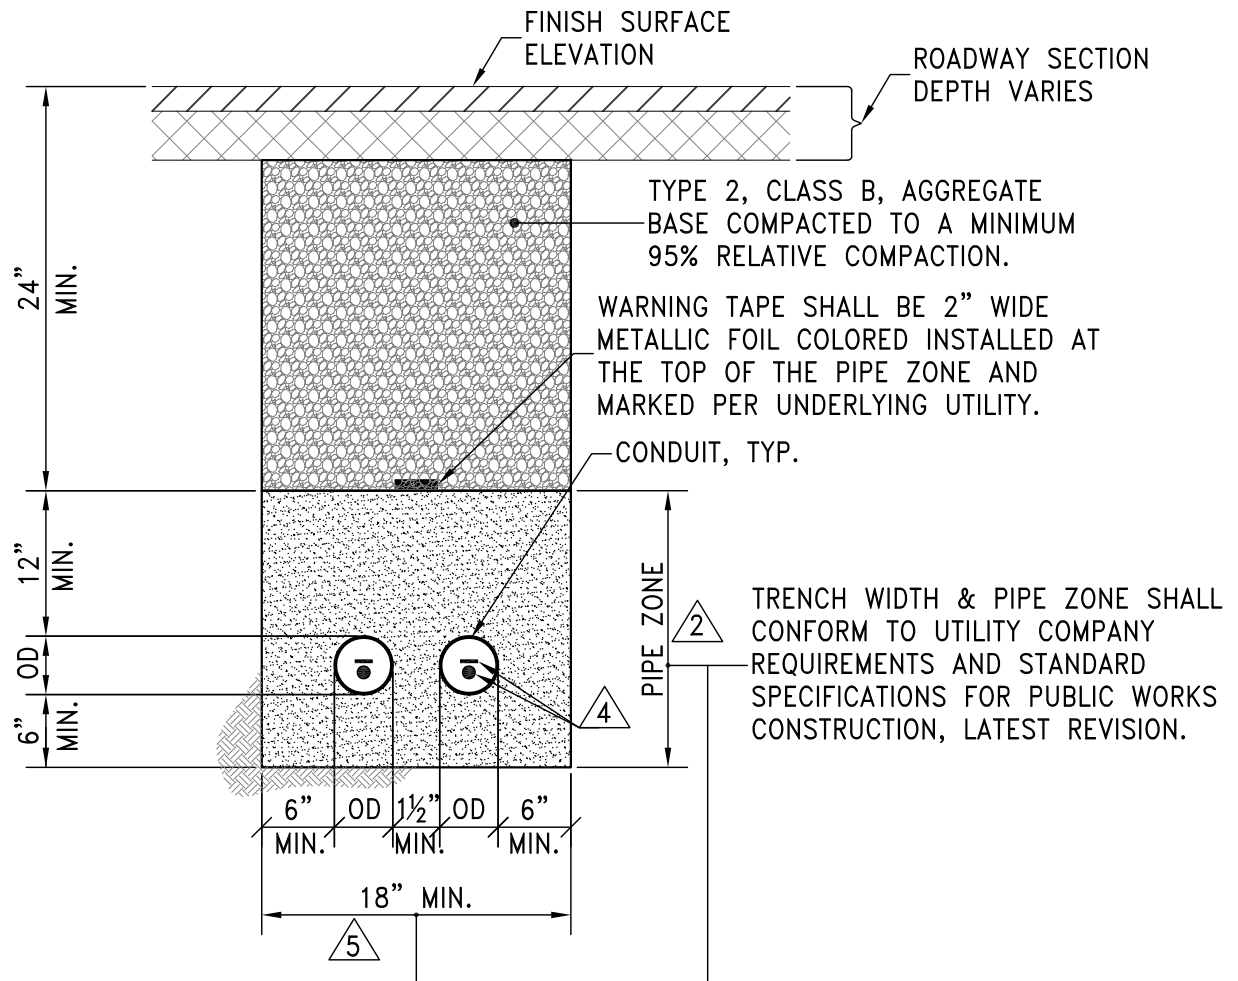 FINISH SURFACE
ELEVATION
ROADWAY SECTION
DEPTH VARIES
TYPE 2, CLASS B, AGGREGATE
BASE COMPACTED TO A MINIMUM
95% RELATIVE COMPACTION.
24”
MIN.
WARNING TAPE SHALL BE 2” WIDE
METALLIC FOIL COLORED INSTALLED AT
THE TOP OF THE PIPE ZONE AND
MARKED PER UNDERLYING UTILITY.
CONDUIT, TYP.
12”
MIN.
OD
6”
MIN.
PIPE ZONE
2
TRENCH WIDTH & PIPE ZONE SHALL
CONFORM TO UTILITY COMPANY
REQUIREMENTS AND STANDARD
SPECIFICATIONS FOR PUBLIC WORKS
CONSTRUCTION, LATEST REVISION.
4
6” OD 1½” OD 6”
MIN. MIN. MIN.
18” MIN.
5